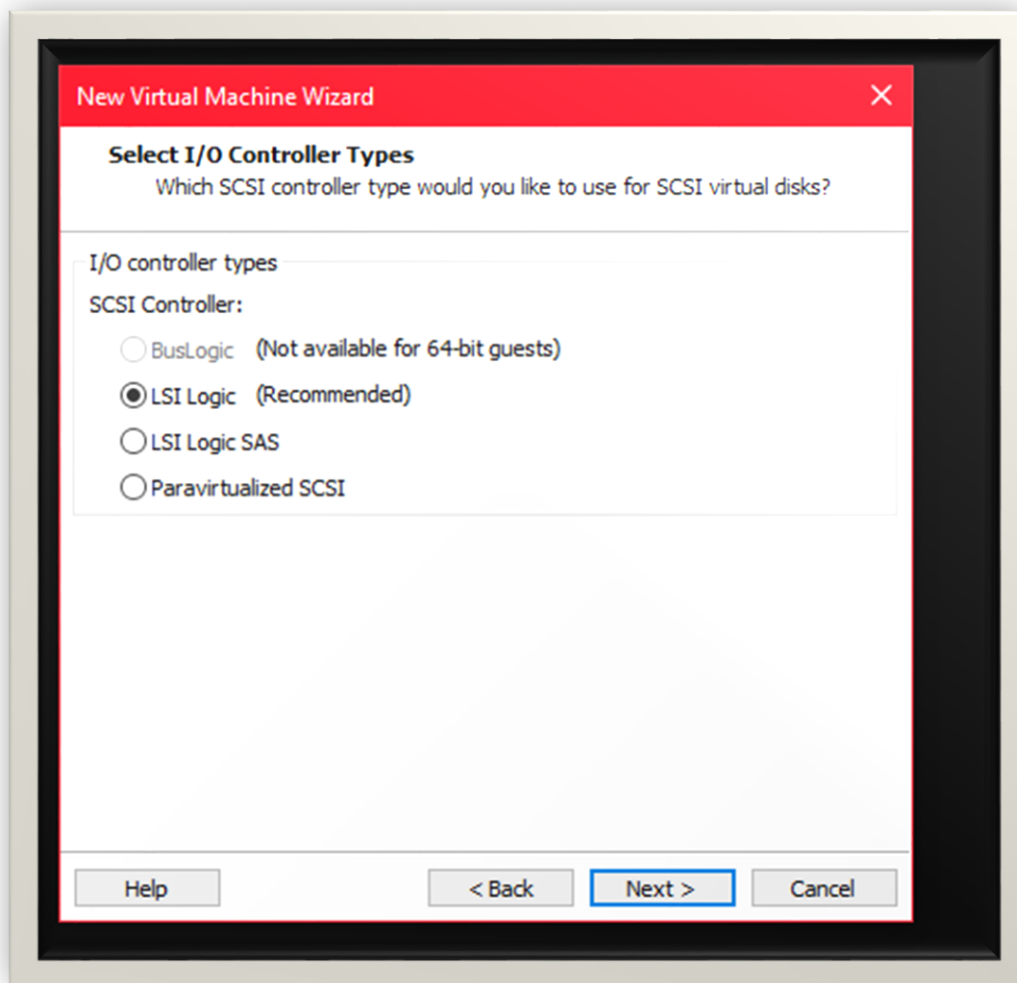 New Virtual Machine Wizard
Select I/O Controller Types
Which SCSI controller type would you like to use for SCSI virtual disks?
I/O controller types
SCSI Controller:
BusLogic (Not available for 64-bit guests)
LSI Logic (Recommended)
LSI Logic SAS
Paravirtualized SCSI
Help < Back Next > Cancel